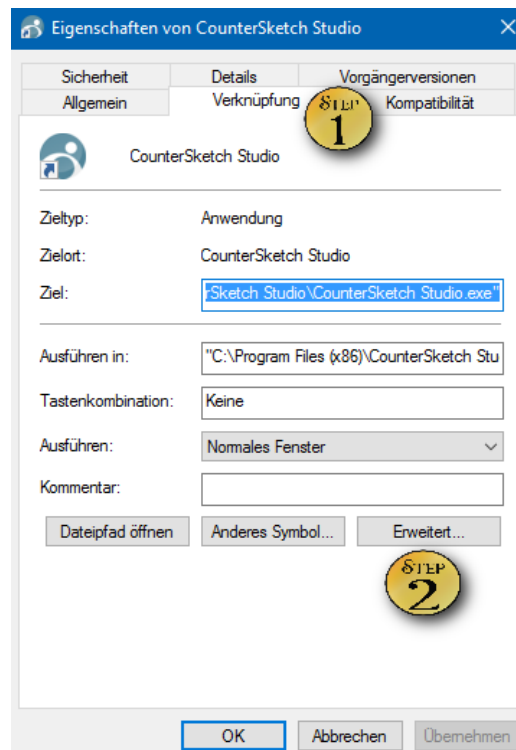 Eigenschaften von CounterSketch Studio
Sicherheit Details Vorgängerversionen
Allgemein Verknüpfung STEP 1 Kompatibilität
CounterSketch Studio
Zieltyp: Anwendung
Zielort: CounterSketch Studio
Ziel: rSketch Studio\CounterSketch Studio.exe"
Ausführen in: "C:\Program Files (x86)\CounterSketch Stu
Tastenkombination: Keine
Ausführen: Normales Fenster
Kommentar:
Dateipfad öffnen Anderes Symbol... Erweitert...
STEP
2
OK Abbrechen Übernehmen